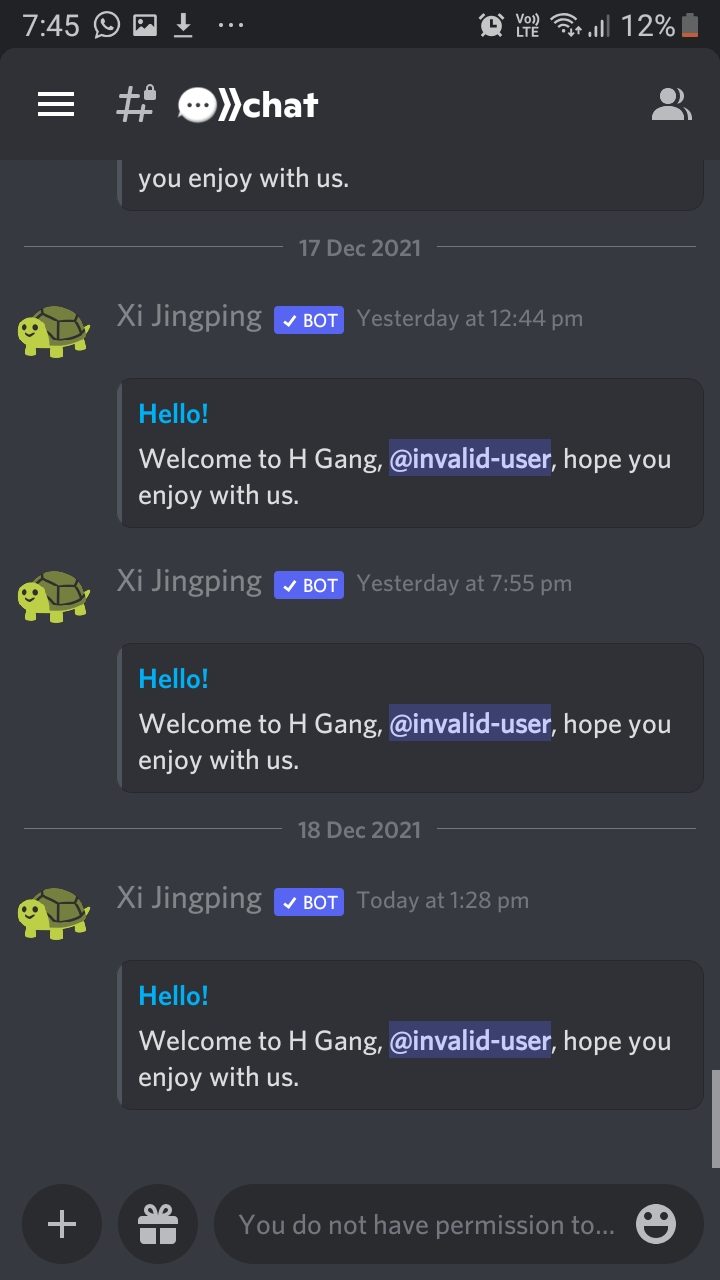 7:45 ... Vo)) LTE 12%
# 💬⟫chat
you enjoy with us.
17 Dec 2021
Xi Jingping ✓ BOT Yesterday at 12:44 pm
Hello!
Welcome to H Gang, @invalid-user, hope you
enjoy with us.
Xi Jingping ✓ BOT Yesterday at 7:55 pm
Hello!
Welcome to H Gang, @invalid-user, hope you
enjoy with us.
18 Dec 2021
Xi Jingping ✓ BOT Today at 1:28 pm
Hello!
Welcome to H Gang, @invalid-user, hope you
enjoy with us.
You do not have permission to...